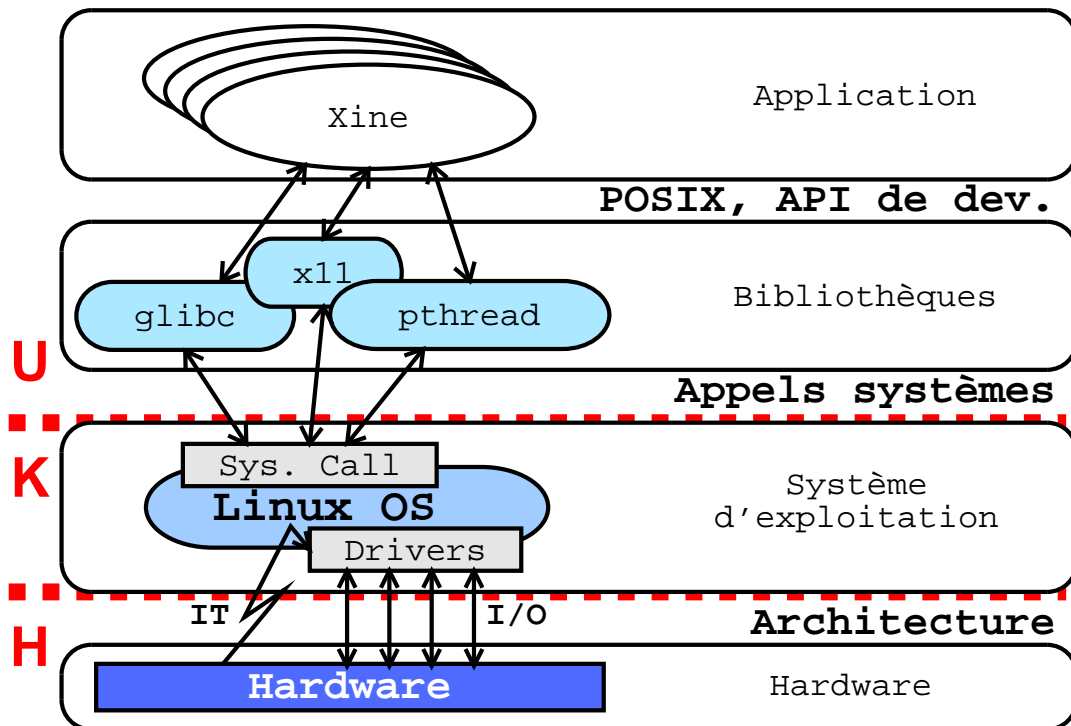 Xine
Application
POSIX, API de dev.
x11
glibc
pthread
Bibliothèques
U
Appels systèmes
K
Sys. Call
Linux OS
Système
d'exploitation
Drivers
IT
I/O
Architecture
H
Hardware
Hardware